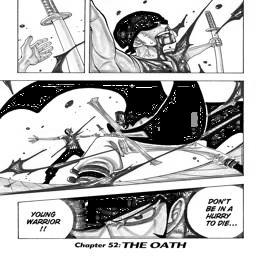 DON'T
BE IN A
HURRY
TO DIE...
YOUNG
WARRIOR
!!
Chapter 52: THE OATH